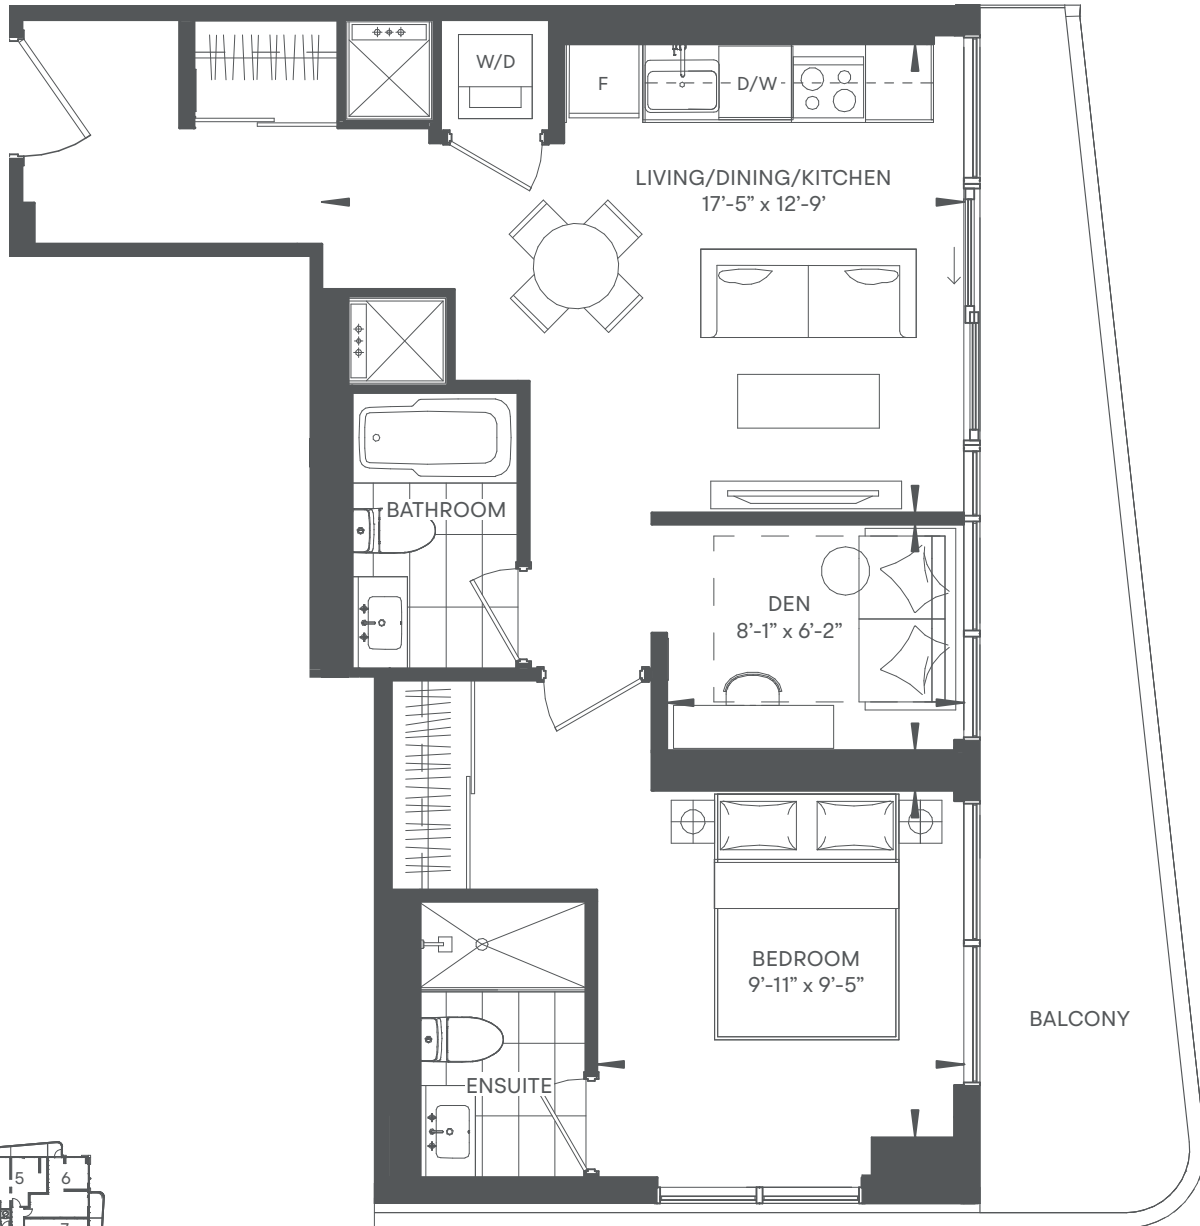 W/D
F
D/W
LIVING/DINING/KITCHEN
17’-5” x 12’-9’
BATHROOM
DEN
8’-1” x 6’-2”
BEDROOM
9’-11” x 9’-5”
BALCONY
ENSUITE
5
6